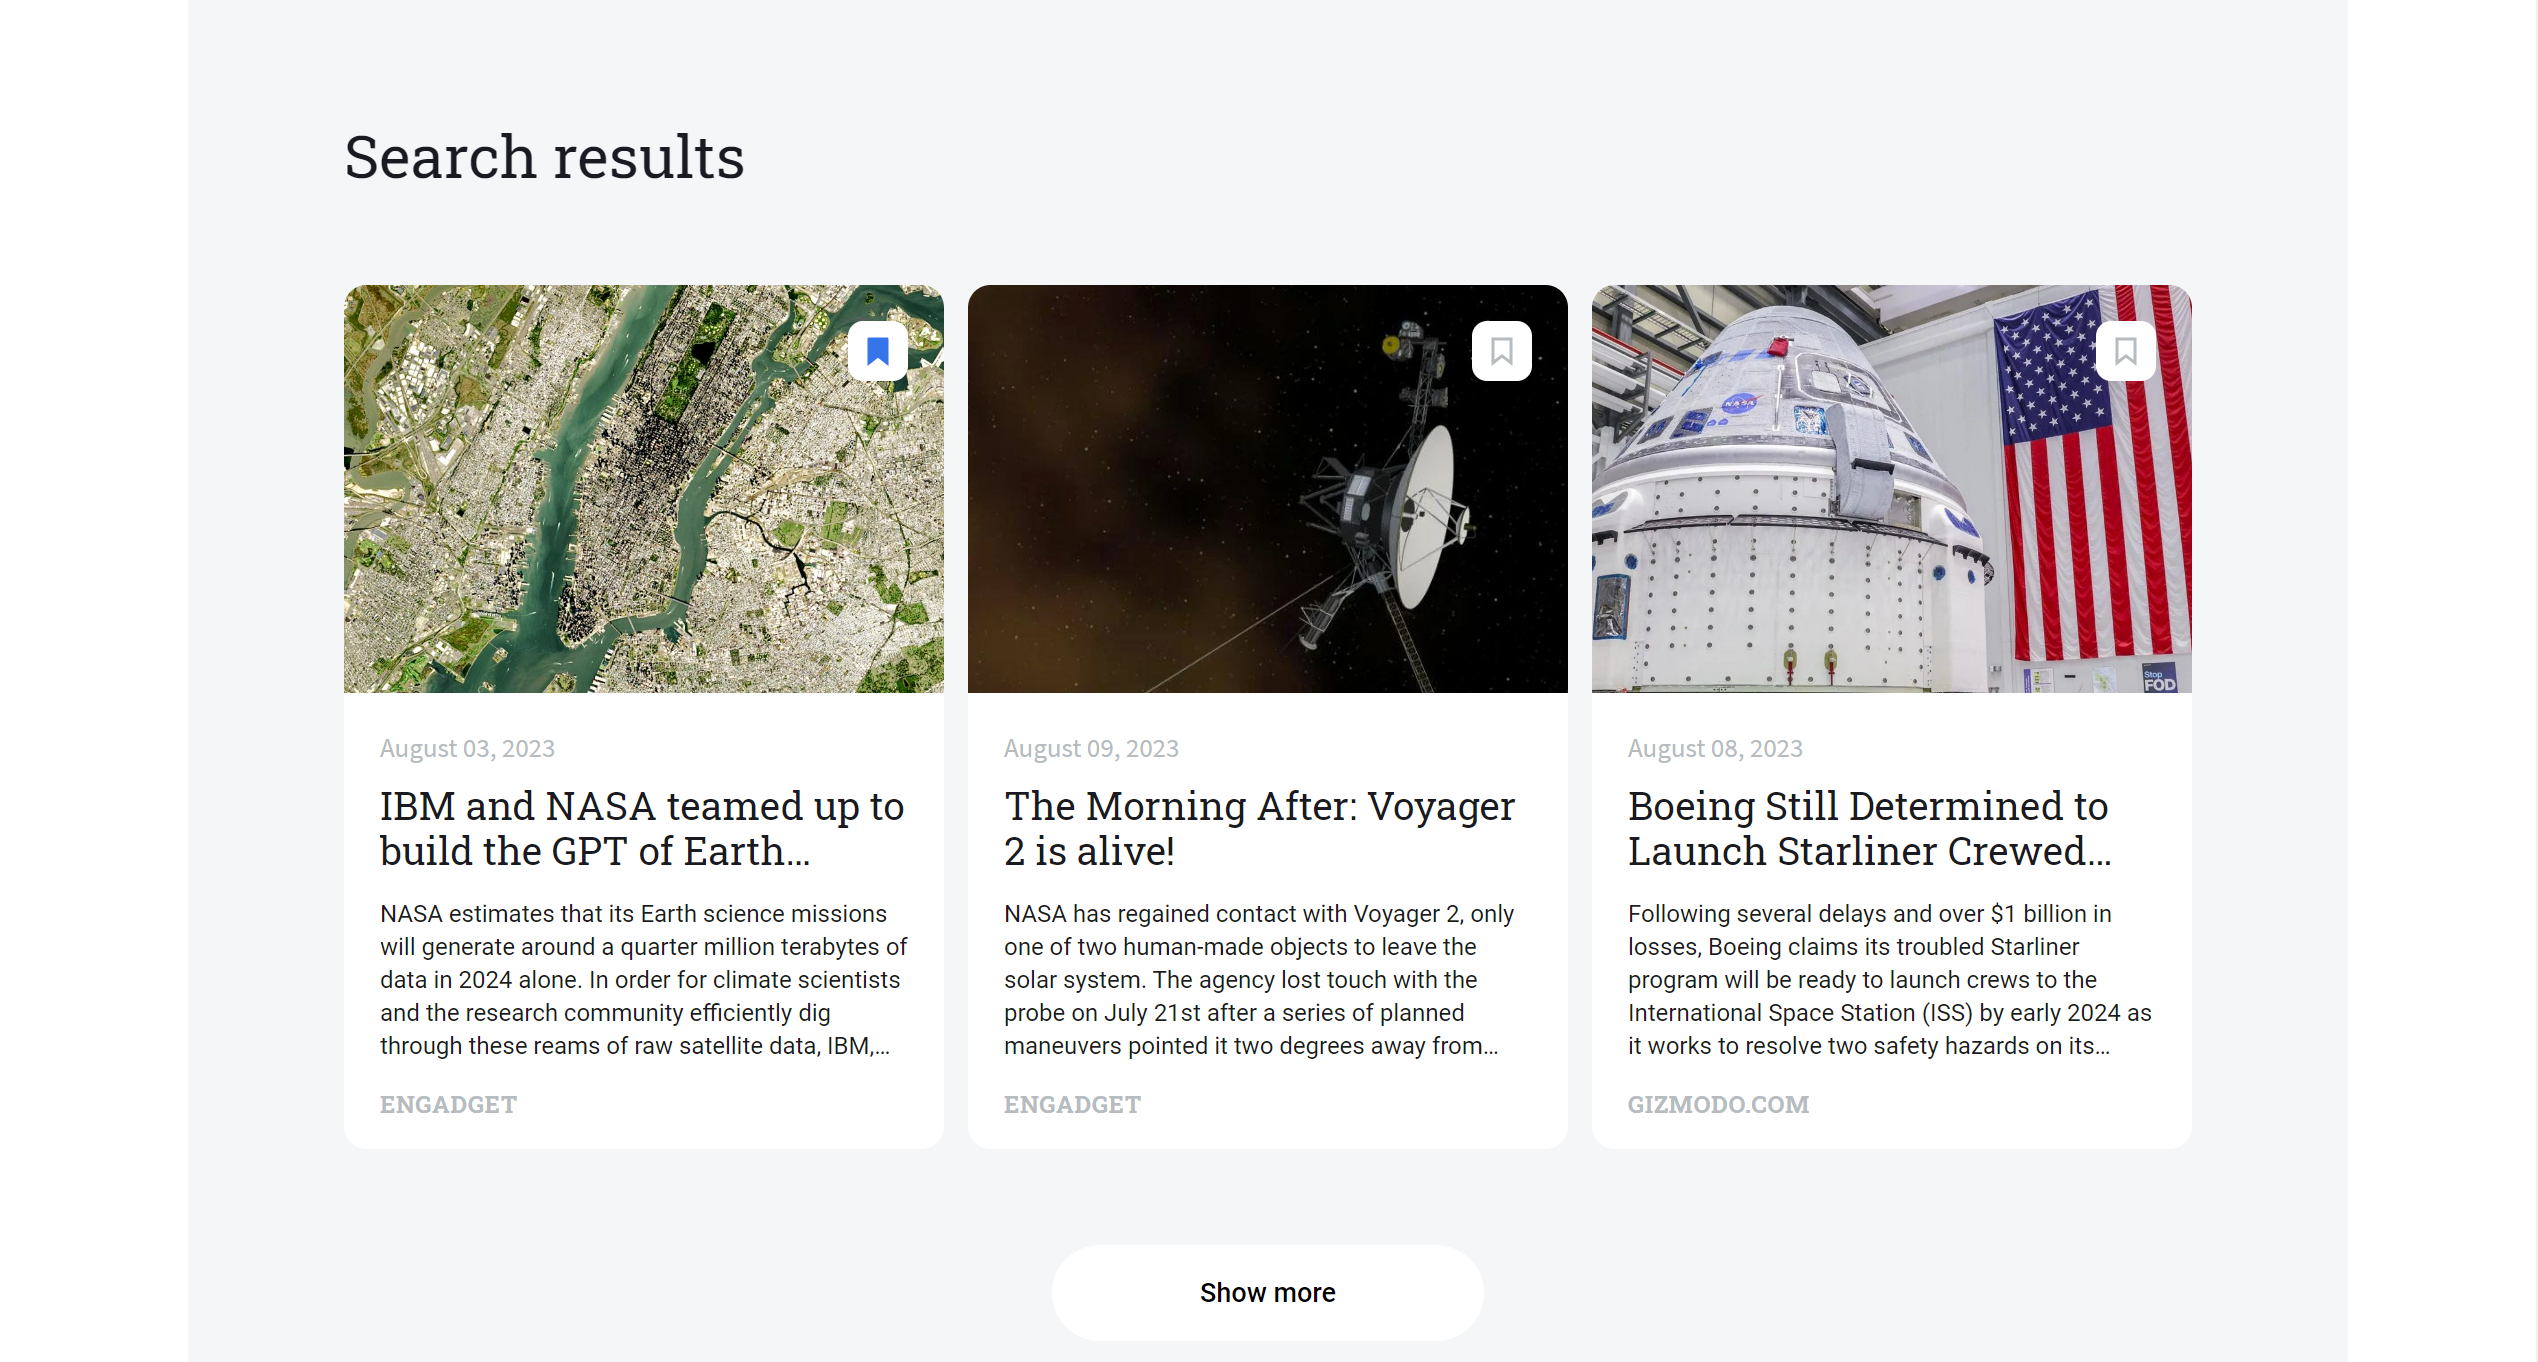 Search results
NASA
Stop
FOD
August 03, 2023
IBM and NASA teamed up to
build the GPT of Earth...
NASA estimates that its Earth science missions
will generate around a quarter million terabytes of
data in 2024 alone. In order for climate scientists
and the research community efficiently dig
through these reams of raw satellite data, IBM,...
ENGADGET
August 09, 2023
The Morning After: Voyager
2 is alive!
NASA has regained contact with Voyager 2, only
one of two human-made objects to leave the
solar system. The agency lost touch with the
probe on July 21st after a series of planned
maneuvers pointed it two degrees away from...
ENGADGET
August 08, 2023
Boeing Still Determined to
Launch Starliner Crewed...
Following several delays and over $1 billion in
losses, Boeing claims its troubled Starliner
program will be ready to launch crews to the
International Space Station (ISS) by early 2024 as
it works to resolve two safety hazards on its...
GIZMODO.COM
Show more